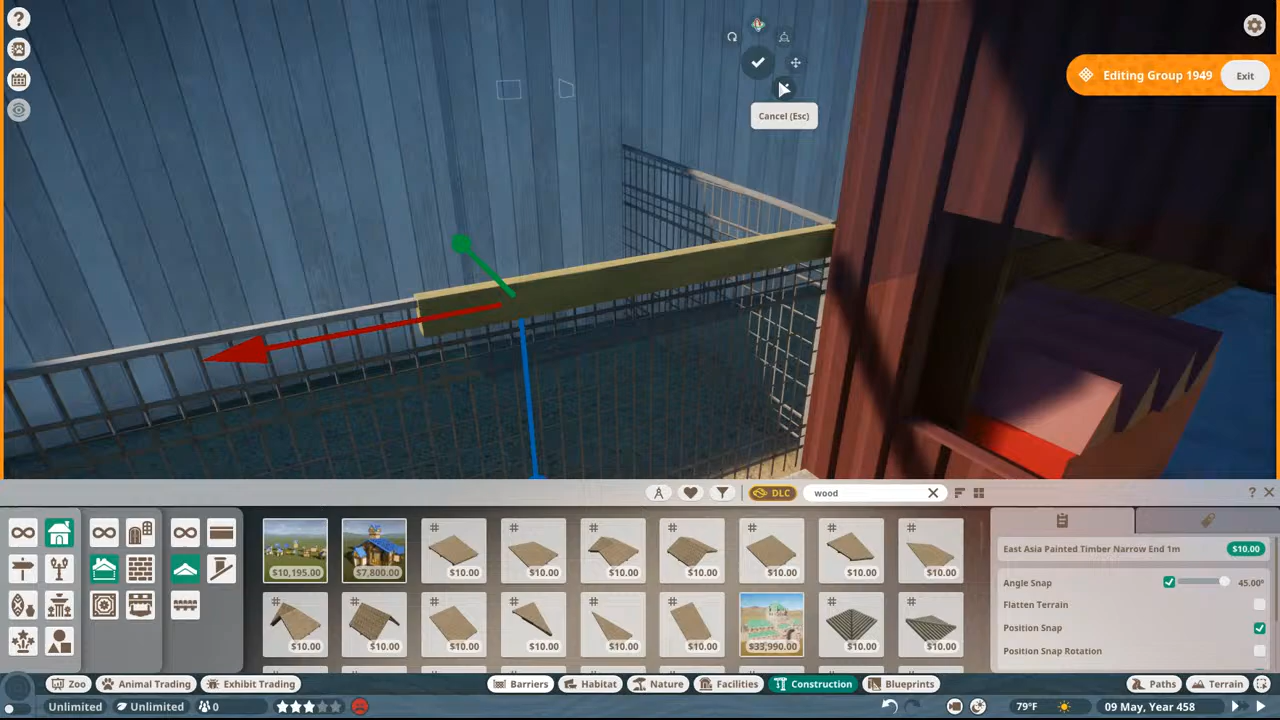 Editing Group 1949 Exit
Cancel (Esc)
DLC wood
East Asia Painted Timber Narrow End 1m $10.00
Angle Snap 45.00°
Flatten Terrain
Position Snap
Position Snap Rotation
$10,195.00 $7,800.00 $10.00 $10.00 $10.00 $10.00 $10.00 $10.00 $10.00
$10.00 $10.00 $10.00 $10.00 $10.00 $10.00 $33,990.00 $10.00 $10.00
Zoo Animal Trading Exhibit Trading Barriers Habitat Nature Facilities Construction Blueprints Paths Terrain
Unlimited Unlimited 0 79°F 09 May, Year 458